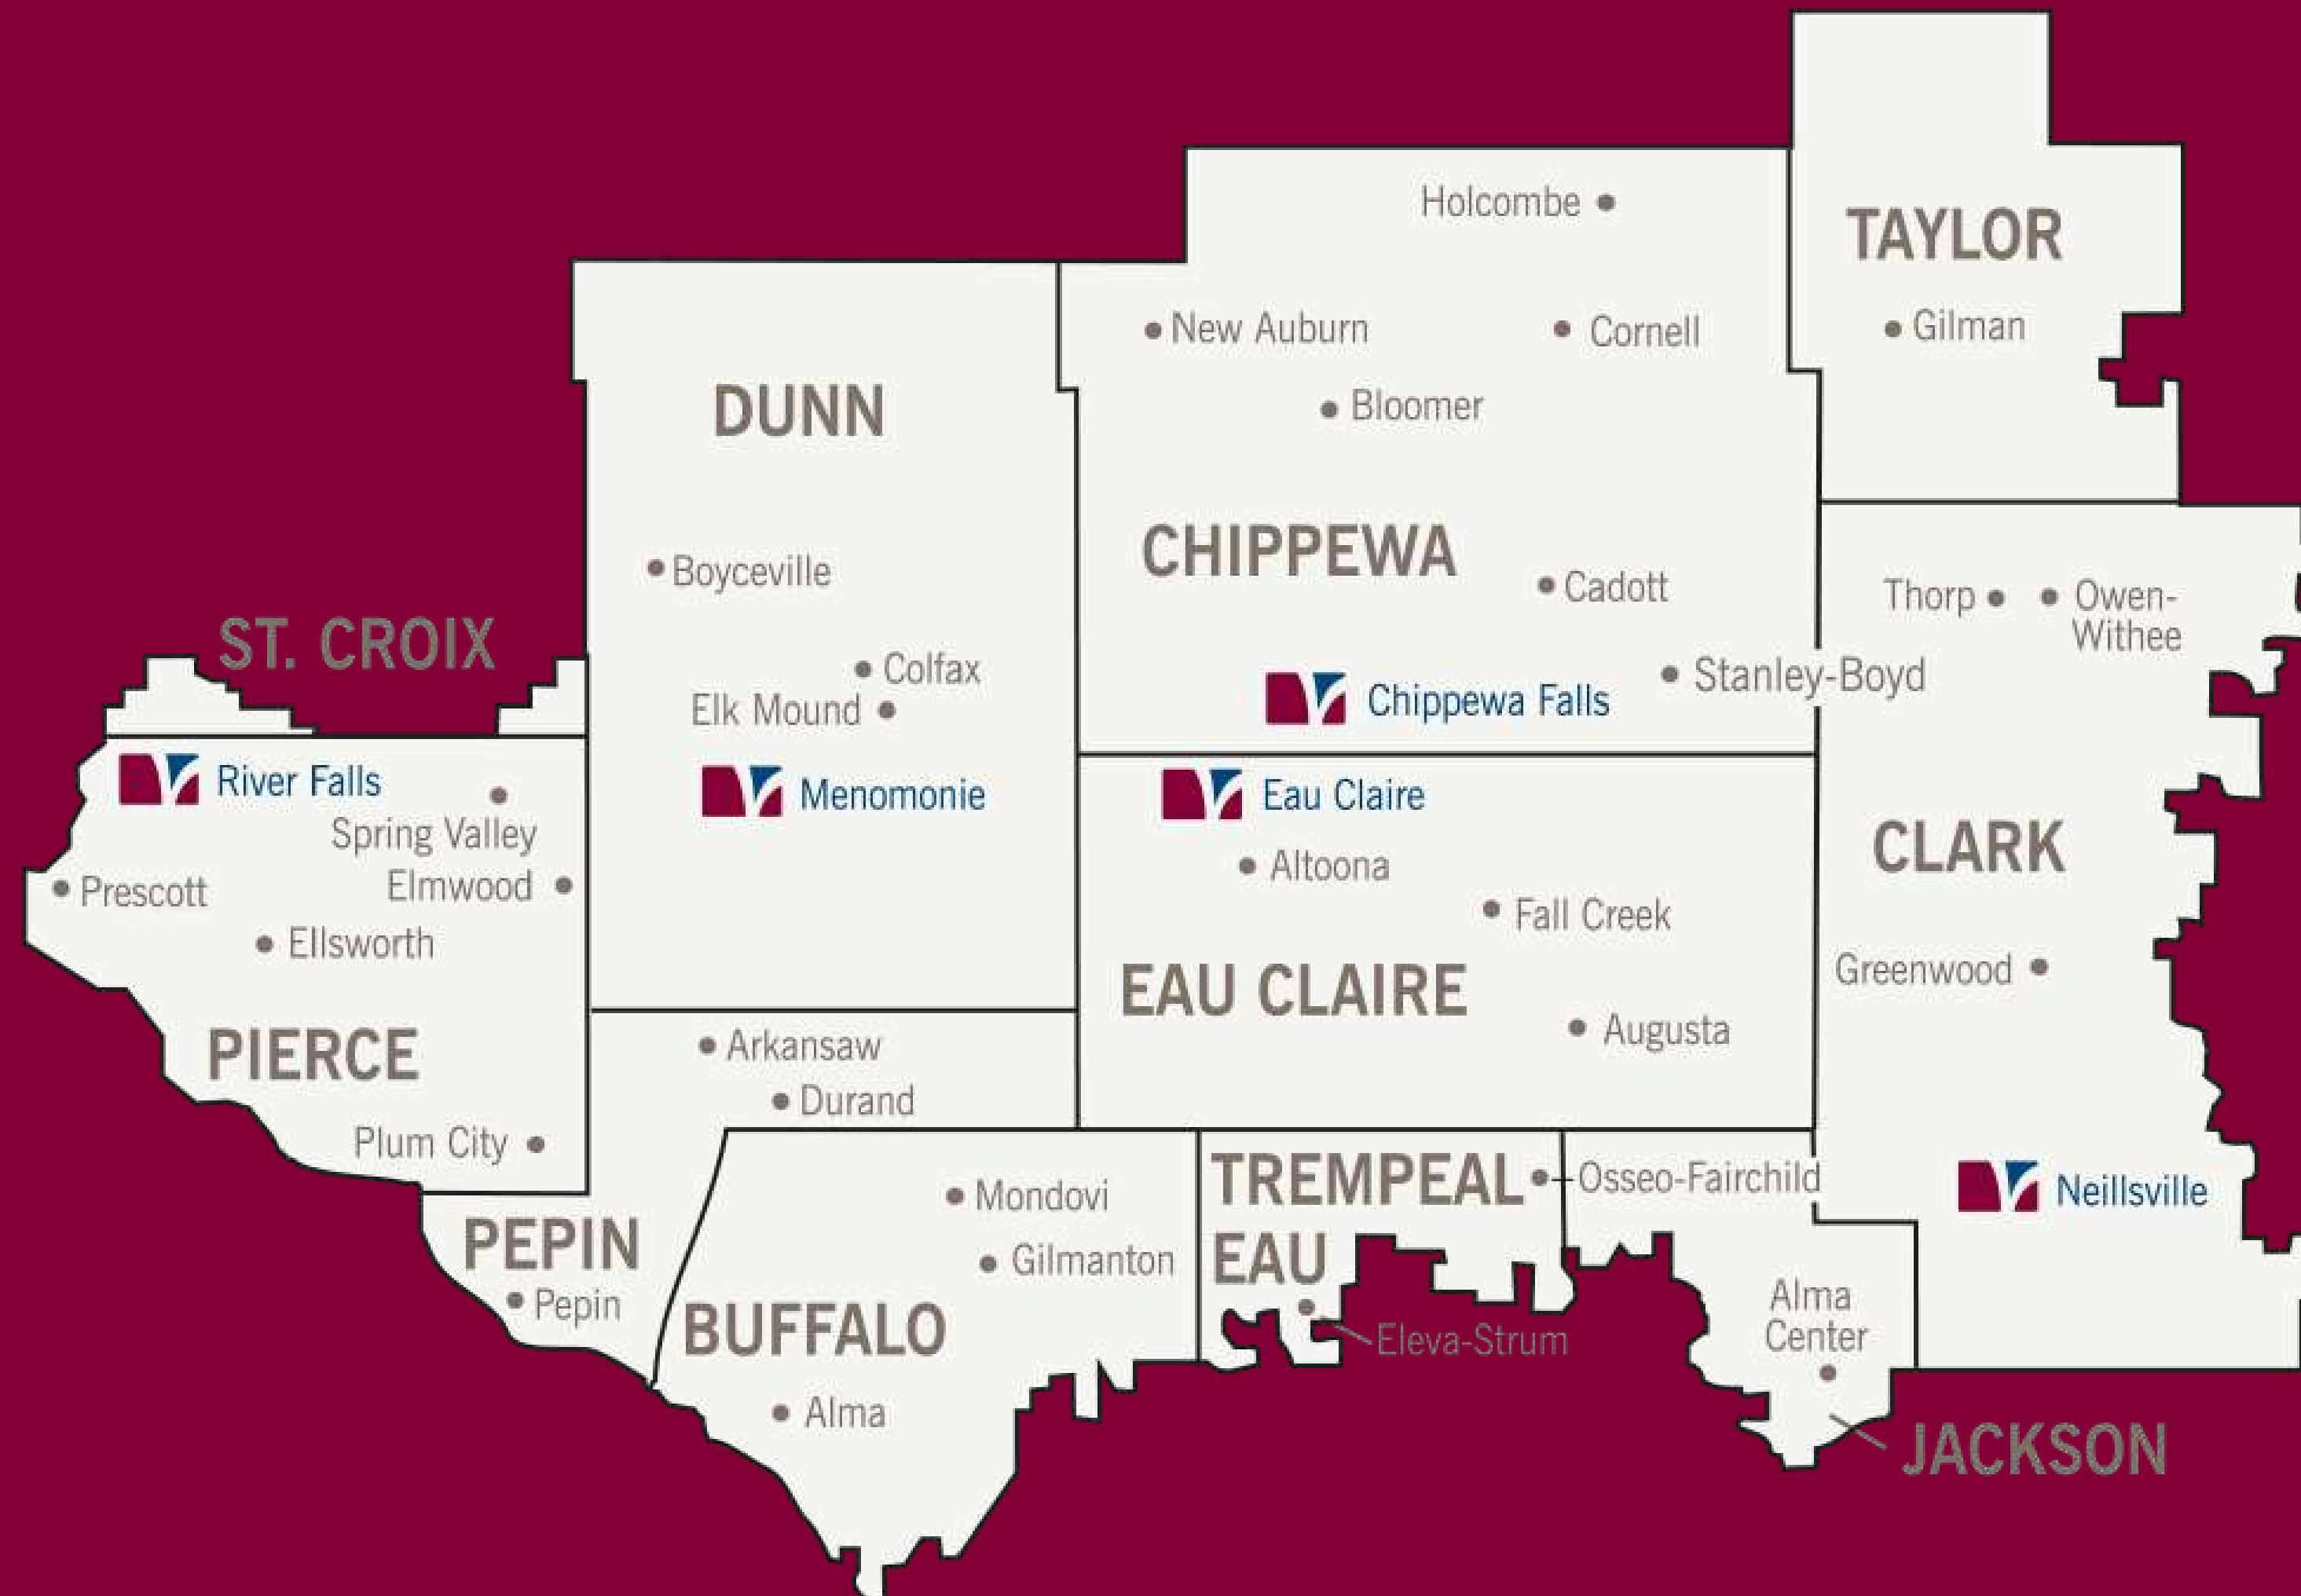 Holcombe
TAYLOR
New Auburn
Cornell
Gilman
DUNN
Bloomer
CHIPPEWA
Boyceville
Cadott
Thorp
Owen-
Withee
ST. CROIX
Colfax
Stanley-Boyd
Elk Mound
Chippewa Falls
River Falls
Menomonie
Eau Claire
Spring Valley
CLARK
Altoona
Elmwood
Prescott
Fall Creek
Ellsworth
Greenwood
EAU CLAIRE
Augusta
PIERCE
Arkansaw
Durand
Plum City
TREMPEAL
EAU
Osseo-Fairchild
Neillsville
Mondovi
PEPIN
Gilmanton
Pepin
Alma
Center
BUFFALO
Eleva-Strum
Alma
JACKSON